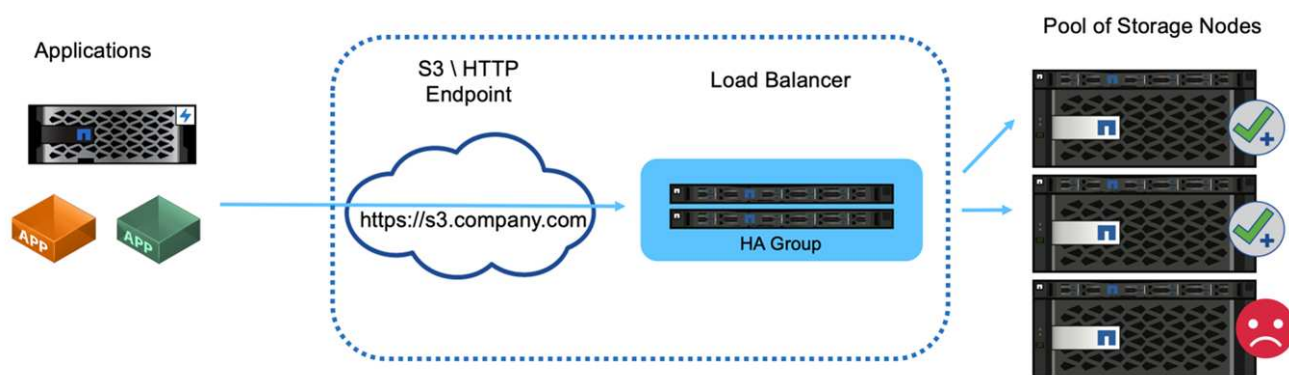 Applications
APP
APP
S3 \ HTTP
Endpoint
https://s3.company.com
Load Balancer
HA Group
Pool of Storage Nodes